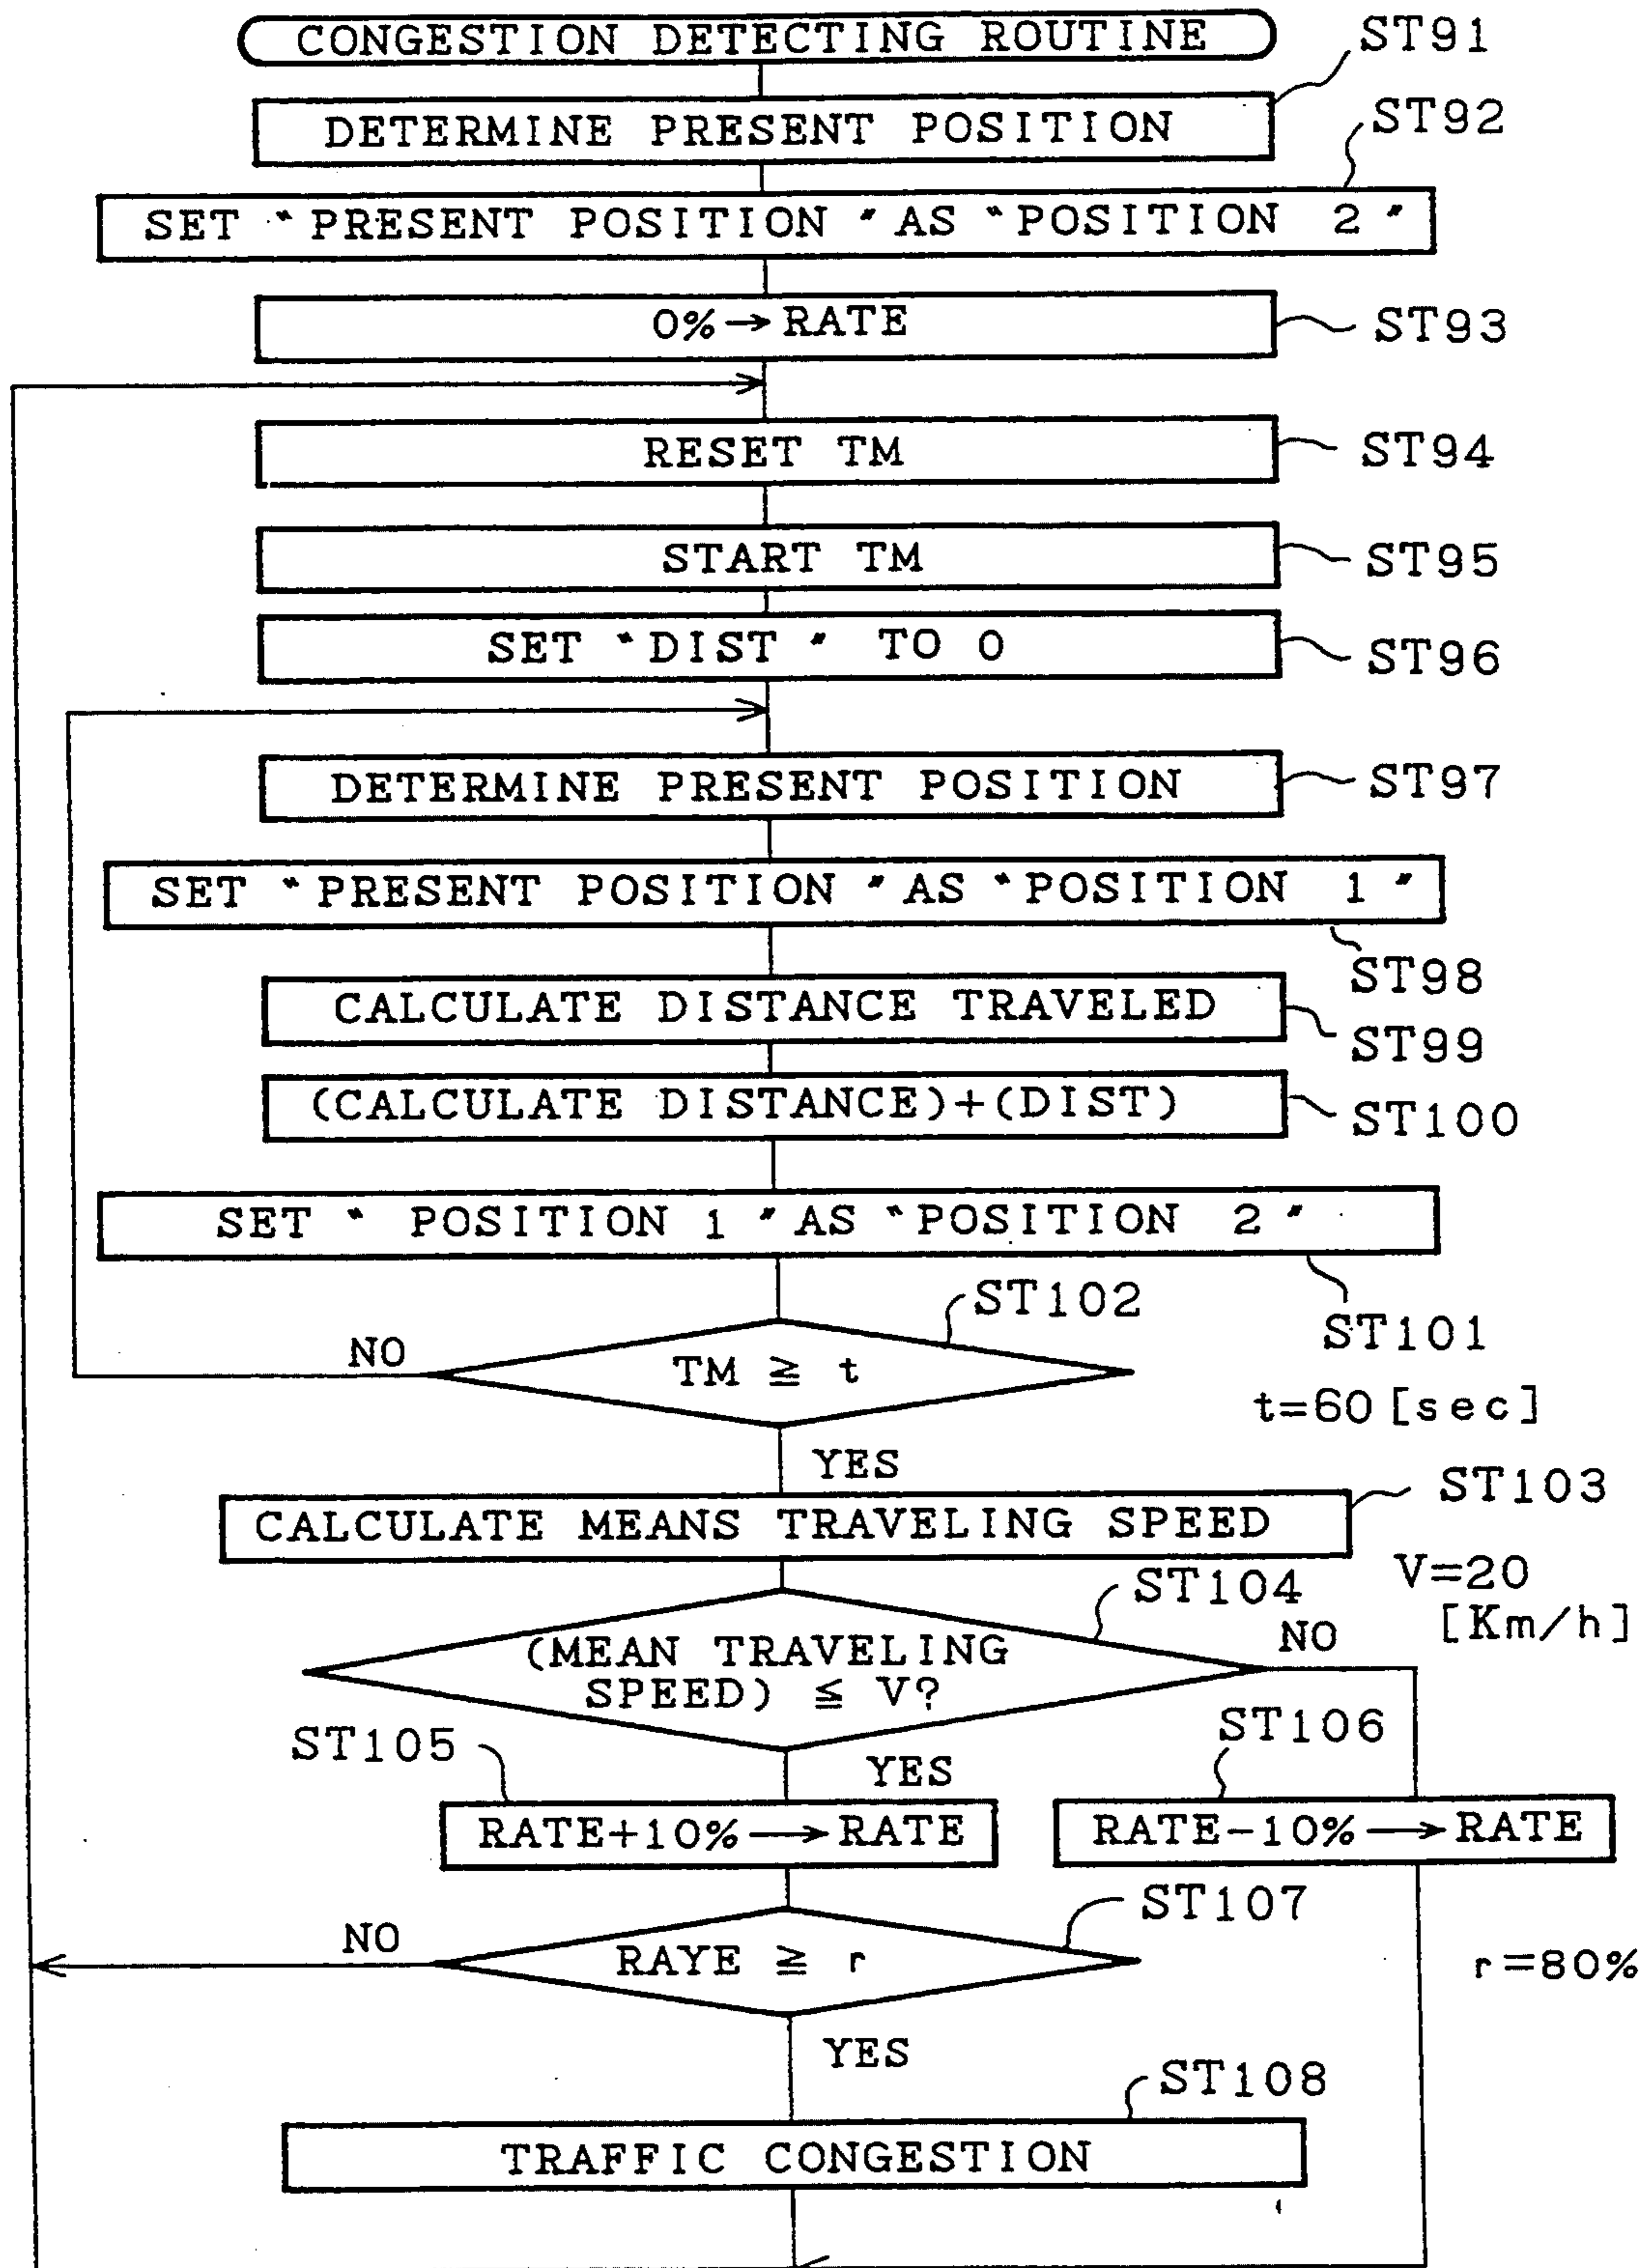 CONGESTION DETECTING ROUTINE
ST91
DETERMINE PRESENT POSITION
ST92
SET "PRESENT POSITION" AS "POSITION 2"
0%→RATE
ST93
RESET TM
ST94
START TM
ST95
SET "DIST" TO 0
ST96
DETERMINE PRESENT POSITION
ST97
SET "PRESENT POSITION" AS "POSITION 1"
ST98
CALCULATE DISTANCE TRAVELED
ST99
(CALCULATE DISTANCE)+(DIST)
ST100
SET "POSITION 1" AS "POSITION 2"
ST101
ST102
NO
TM ≧ t
t=60 [sec]
YES
ST103
CALCULATE MEANS TRAVELING SPEED
V=20
[Km/h]
ST104
NO
(MEAN TRAVELING
SPEED) ≦ V?
ST105
YES
ST106
RATE+10%→RATE
RATE-10%→RATE
ST107
NO
RAYE ≧ r
r=80%
YES
ST108
TRAFFIC CONGESTION